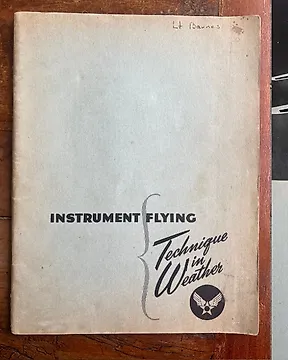 Lt Barnes
INSTRUMENT FLYING
Technique
in
Weather